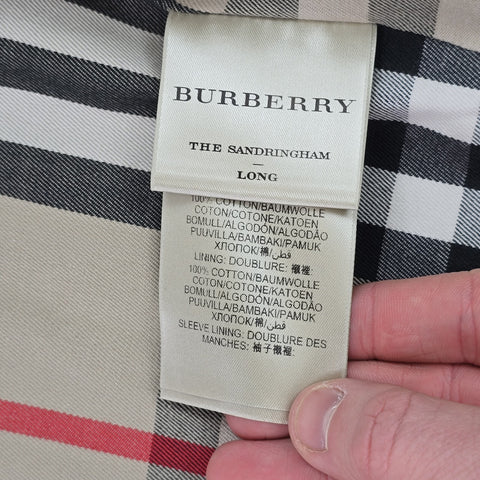 BURBERRY
THE SANDRINGHAM
—
LONG
100% COTTON/BAUMWOLLE
COTON/COTONE/KATOEN
BOMULL/ALGODÓN/ALGODÃO
PUUVILLA/BAMBAKI/PAMUK
ХЛОПОК/棉/قطن
LINING: DOUBLURE: 襯裡:
100% COTTON/BAUMWOLLE
COTON/COTONE/KATOEN
BOMULL/ALGODÓN/ALGODÃO
PUUVILLA/BAMBAKI/PAMUK
ХЛОПОК/棉/قطن
SLEEVE LINING: DOUBLURE DES
MANCHES: 袖子襯裡: